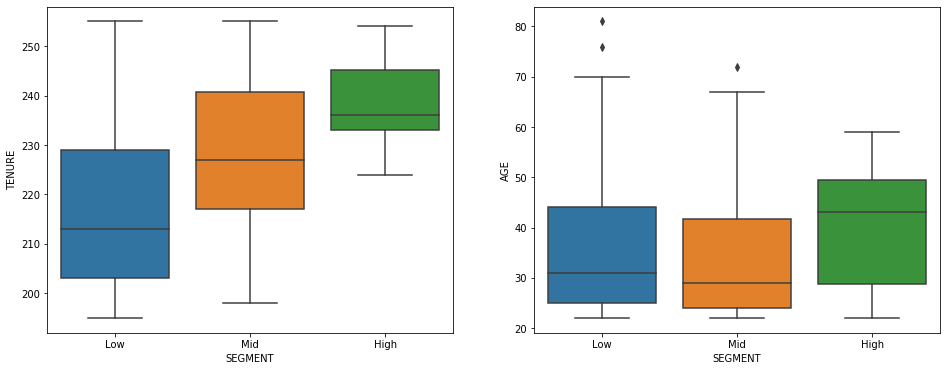 TENURE
250
240
230
220
210
200
Low
Mid
High
SEGMENT
AGE
80
70
60
50
40
30
20
Low
Mid
High
SEGMENT